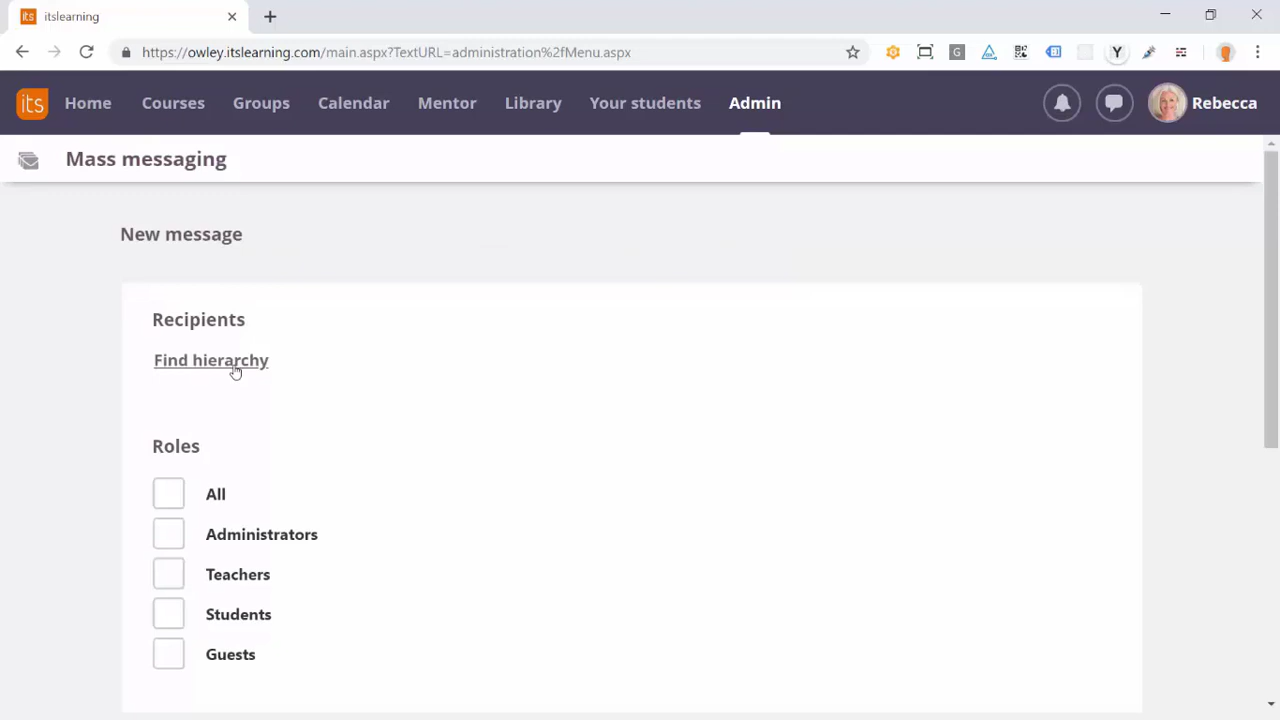 itslearning
https://owley.itslearning.com/main.aspx?TextURL=administration%2fMenu.aspx
G
Y
its Home Courses Groups Calendar Mentor Library Your students Admin Rebecca
Mass messaging
New message
Recipients
Find hierarchy
Roles
All
Administrators
Teachers
Students
Guests